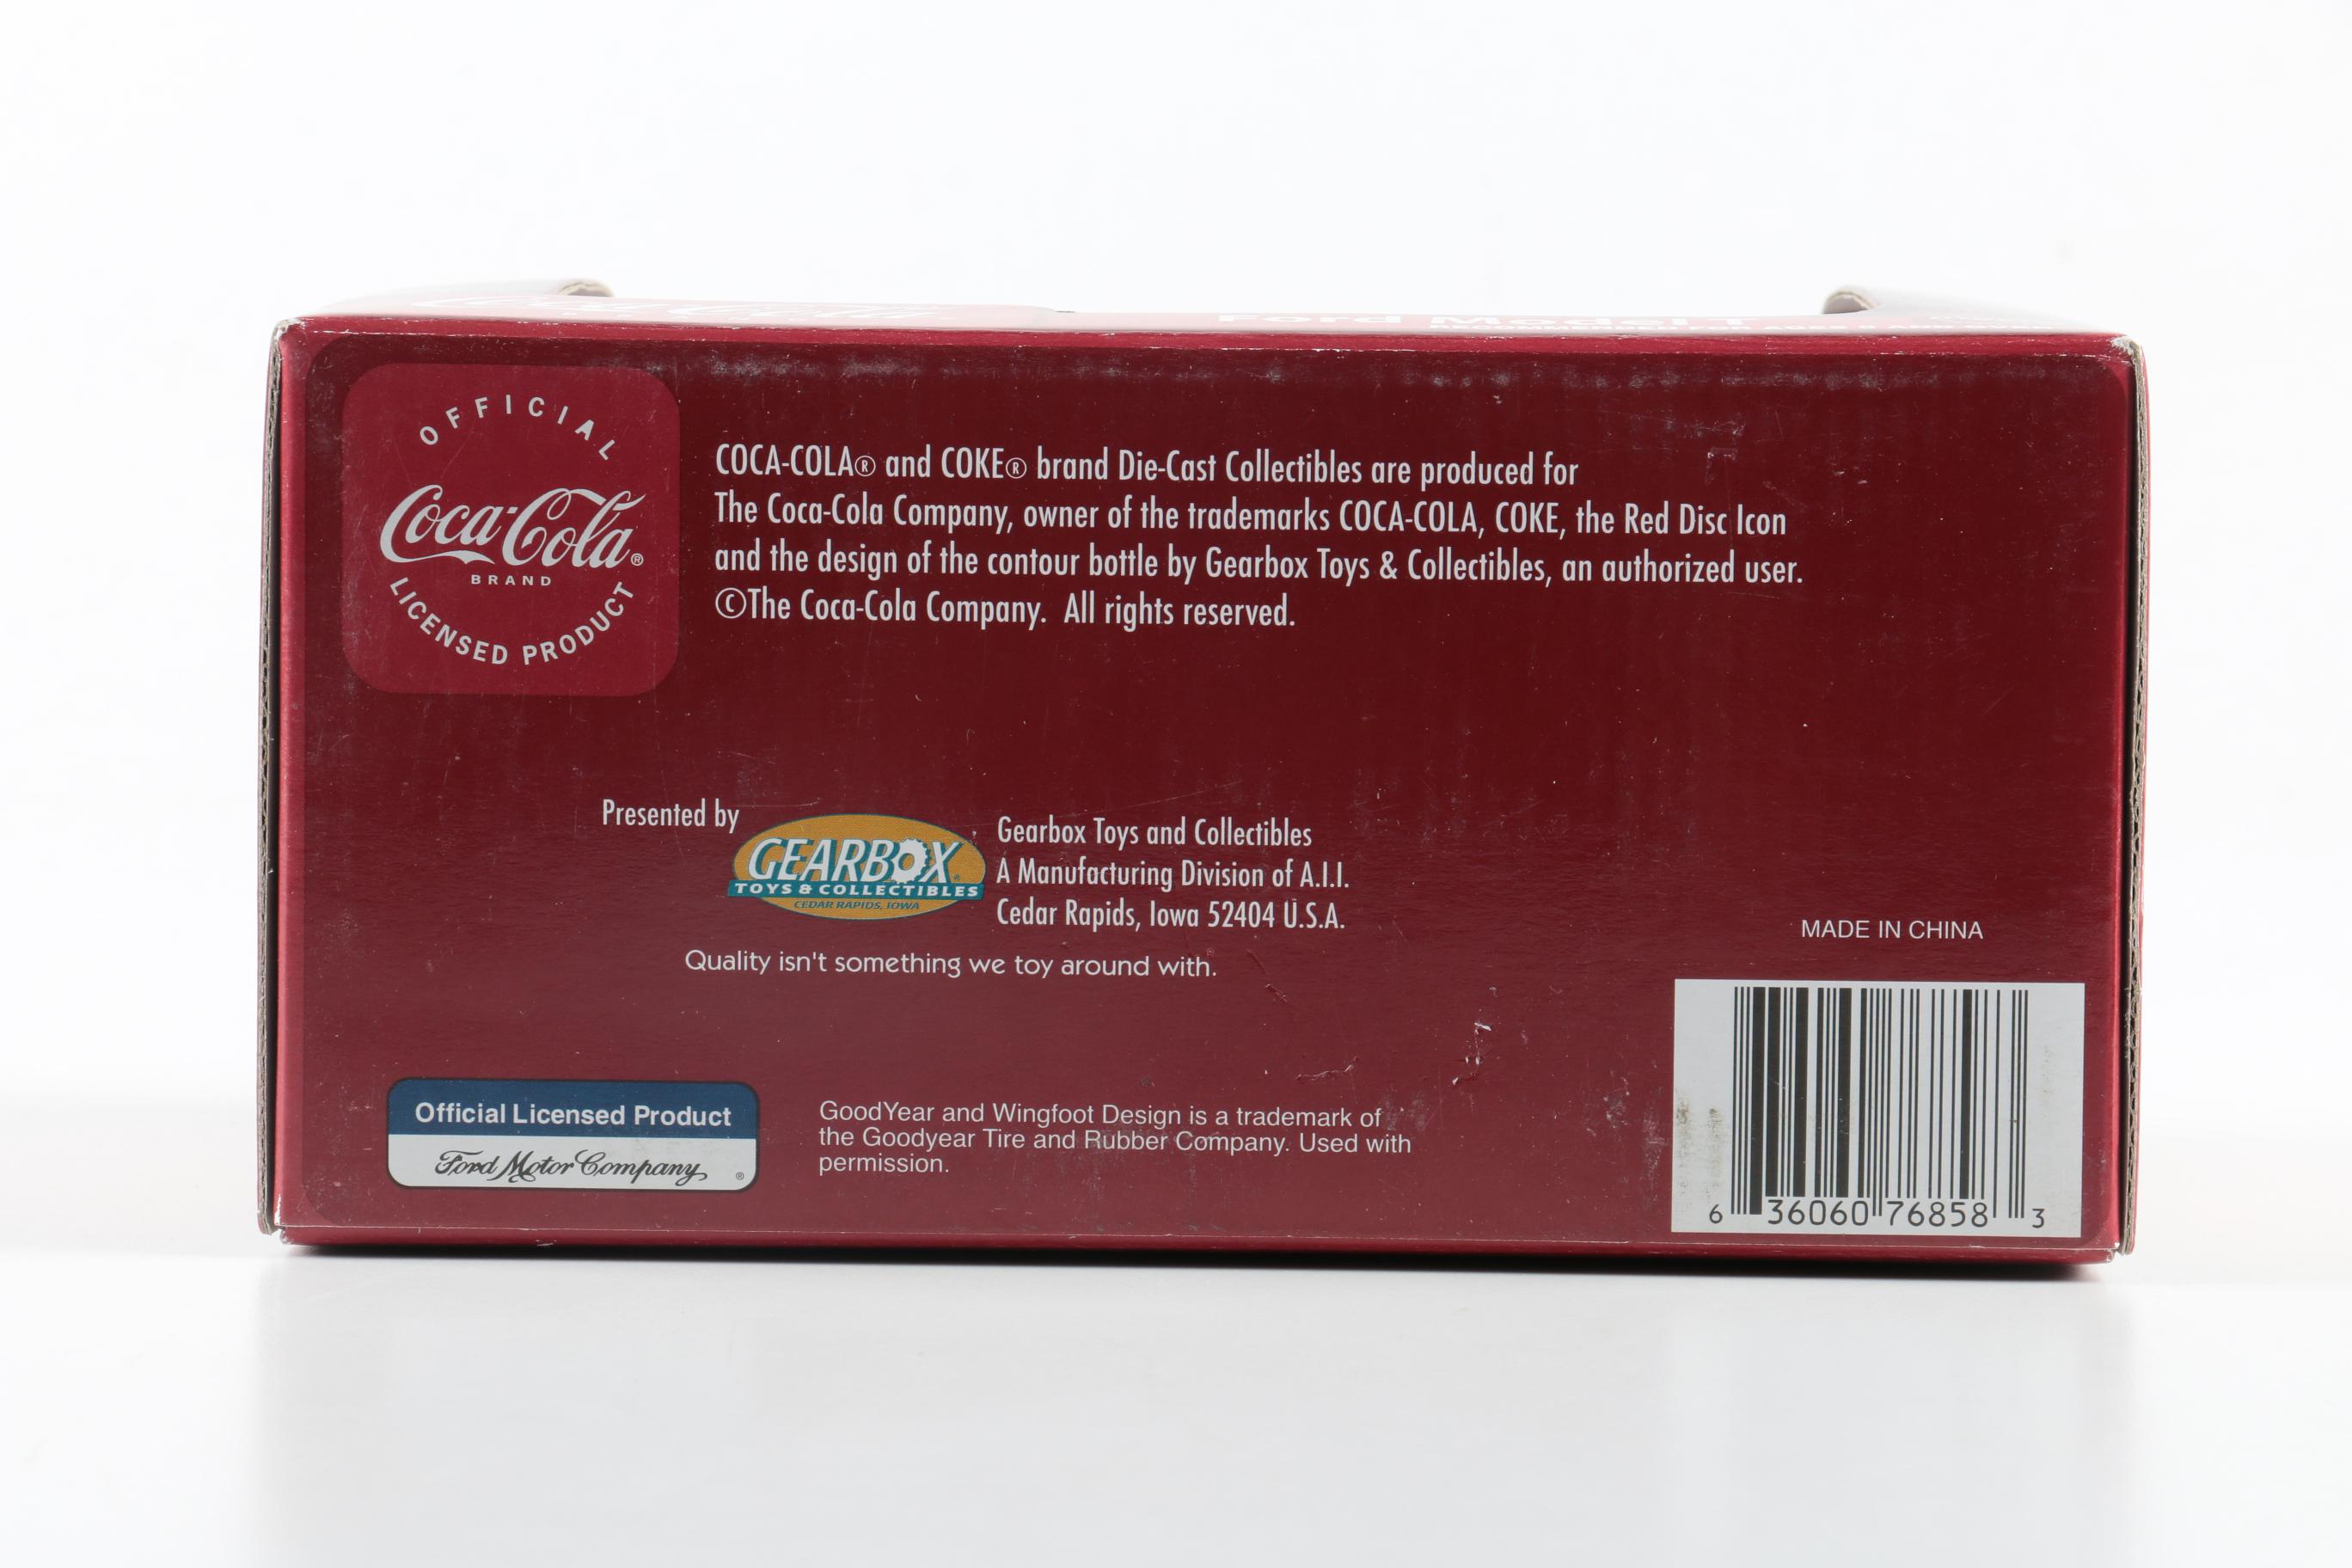 Ford Model T
OFFICIAL
Coca-Cola®
BRAND
LICENSED PRODUCT
COCA-COLA® and COKE® brand Die-Cast Collectibles are produced for
The Coca-Cola Company, owner of the trademarks COCA-COLA, COKE, the Red Disc Icon
and the design of the contour bottle by Gearbox Toys & Collectibles, an authorized user.
©The Coca-Cola Company.  All rights reserved.
Presented by
GEARBOX®
TOYS & COLLECTIBLES
CEDAR RAPIDS, IOWA
Gearbox Toys and Collectibles
A Manufacturing Division of A.I.I.
Cedar Rapids, Iowa 52404 U.S.A.
Quality isn't something we toy around with.
MADE IN CHINA
Official Licensed Product
Ford Motor Company®
GoodYear and Wingfoot Design is a trademark of
the Goodyear Tire and Rubber Company. Used with
permission.
6 36060 76858 3